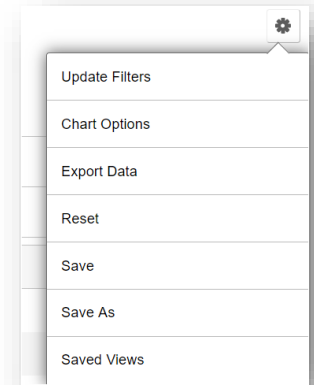 Update Filters
Chart Options
Export Data
Reset
Save
Save As
Saved Views